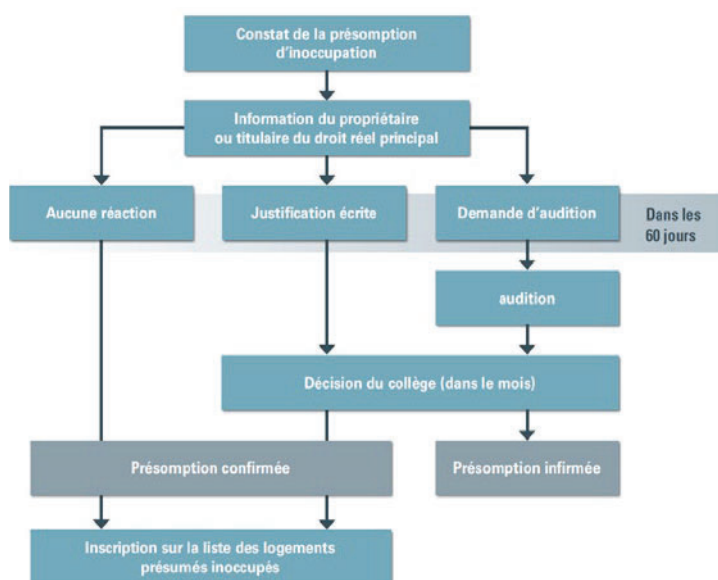 Constat de la présomption
d'inoccupation
Information du propriétaire
ou titulaire du droit réel principal
Aucune réaction
Justification écrite
Demande d'audition
Dans les
60 jours
audition
Décision du collège (dans le mois)
Présomption confirmée
Présomption infirmée
Inscription sur la liste des logements
présumés inoccupés